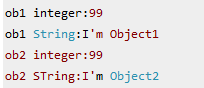 ob1 integer:99
ob1 String:I'm Object1
ob2 integer:99
ob2 STring:I'm Object2